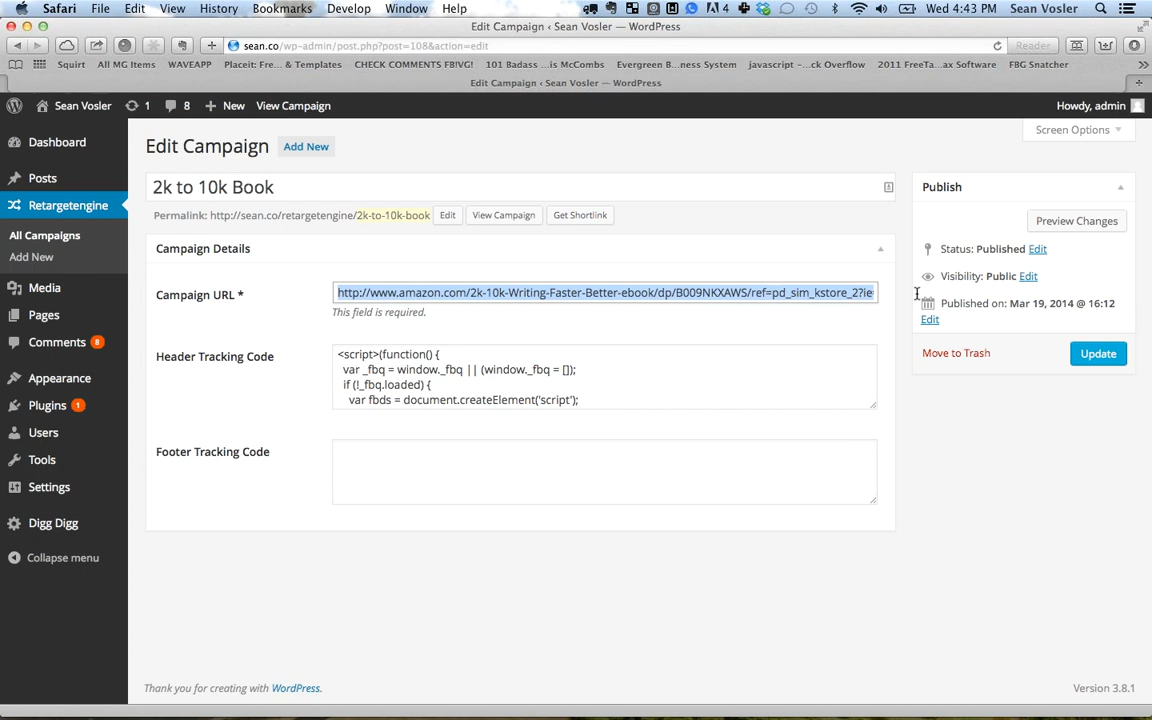 Safari File Edit View History Bookmarks Develop Window Help 4 Wed 4:43 PM Sean Vosler
Edit Campaign ‹ Sean Vosler — WordPress
sean.co/wp-admin/post.php?post=108&action=edit Reader
Squirt All MG Items WAVEAPP Placeit: Fre... & Templates CHECK COMMENTS FB!VG! 101 Badass ...is McCombs Evergreen B...ness System javascript -...ck Overflow 2011 FreeTa...ax Software FBG Snatcher
Edit Campaign ‹ Sean Vosler — WordPress
Sean Vosler 1 8 New View Campaign Howdy, admin
Screen Options
Dashboard
Posts
Retargetengine
All Campaigns
Add New
Media
Pages
Comments 8
Appearance
Plugins 1
Users
Tools
Settings
Digg Digg
Collapse menu
Edit Campaign Add New
2k to 10k Book
Permalink: http://sean.co/retargetengine/2k-to-10k-book Edit View Campaign Get Shortlink
Campaign Details
Campaign URL *
http://www.amazon.com/2k-10k-Writing-Faster-Better-ebook/dp/B009NKXAWS/ref=pd_sim_kstore_2?ie=
This field is required.
Header Tracking Code
<script>(function() {
var _fbq = window._fbq || (window._fbq = []);
if (!_fbq.loaded) {
var fbds = document.createElement('script');
Footer Tracking Code
Publish
Preview Changes
Status: Published Edit
Visibility: Public Edit
Published on: Mar 19, 2014 @ 16:12
Edit
Move to Trash Update
Thank you for creating with WordPress. Version 3.8.1